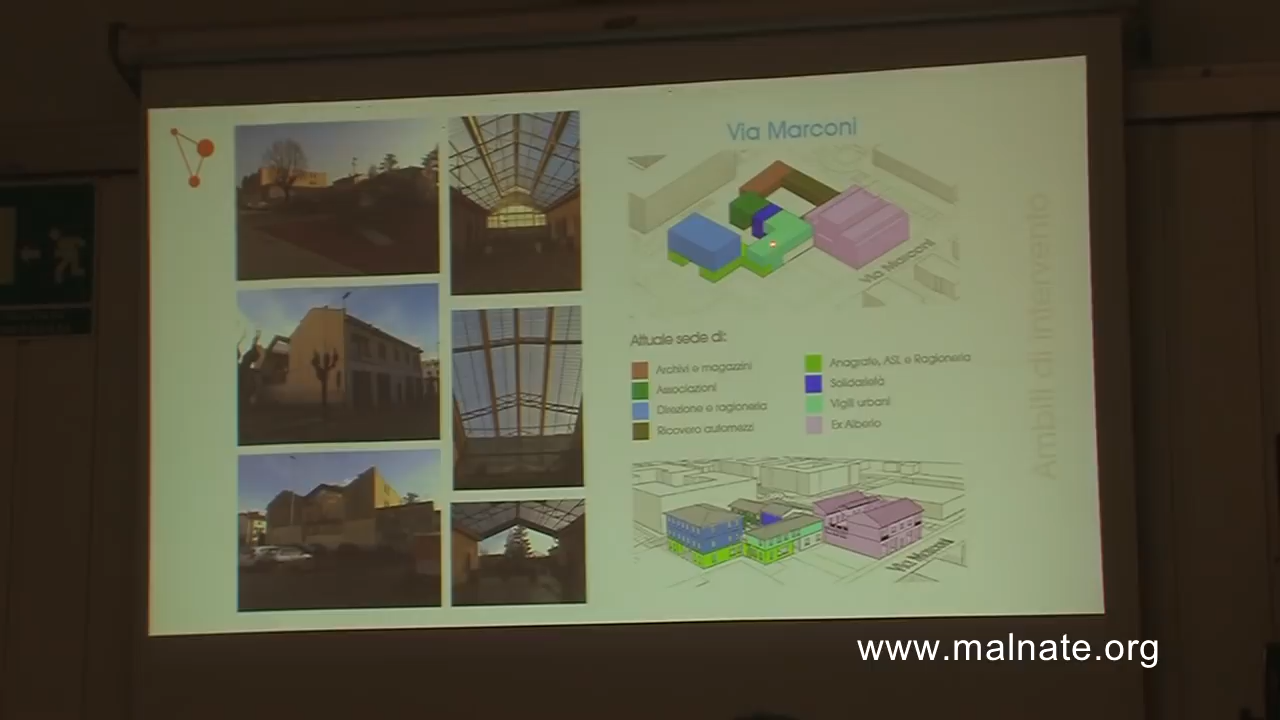 Via Marconi
Via Marconi
Attuale sede di:
Archivi e magazzini
Associazioni
Direzione e ragioneria
Ricovero automezzi
Anagrafe, ASL e Ragioneria
Solidarietà
Vigili urbani
Ex Alberio
Via Marconi
Ambiti di intervento
www.malnate.org